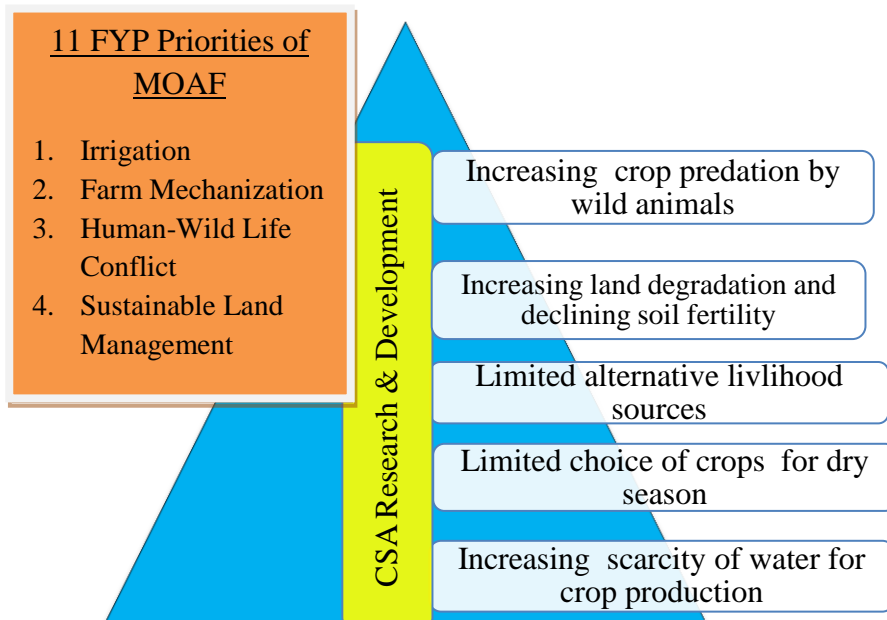 11 FYP Priorities of
MOAF
1. Irrigation
2. Farm Mechanization
3. Human-Wild Life
Conflict
4. Sustainable Land
Management
CSA Research & Development
Increasing crop predation by
wild animals
Increasing land degradation and
declining soil fertility
Limited alternative livlihood
sources
Limited choice of crops for dry
season
Increasing scarcity of water for
crop production